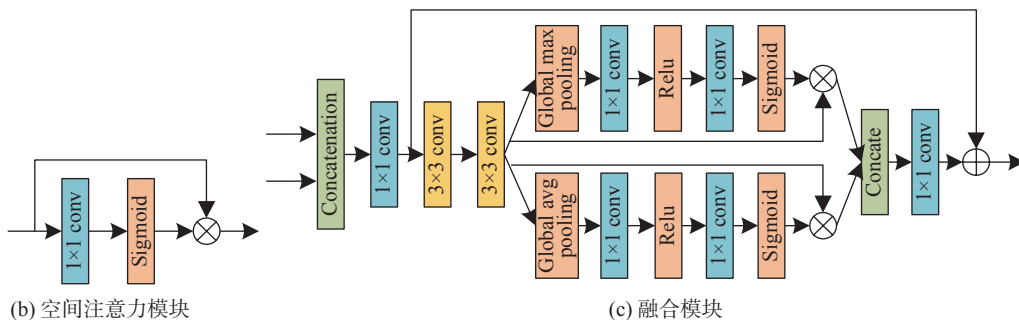 1×1 conv
Sigmoid
(b) 空间注意力模块
Concatenation
1×1 conv
3×3 conv
3×3 conv
Global max
pooling
1×1 conv
Relu
1×1 conv
Sigmoid
Global avg
pooling
1×1 conv
Relu
1×1 conv
Sigmoid
Concate
1×1 conv
(c) 融合模块